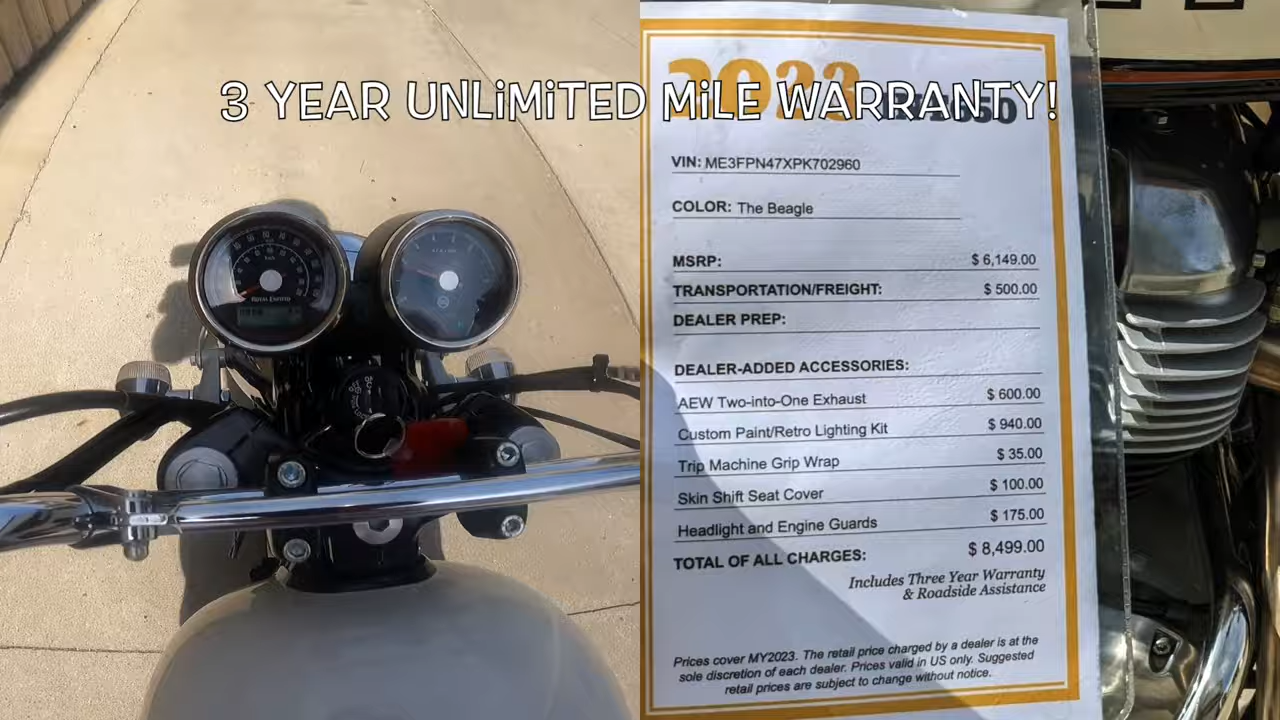 3 YEAR UNLiMiTED MiLE WARRANTY!
2023
VIN: ME3FPN47XPK702960
COLOR: The Beagle
MSRP: $ 6,149.00
TRANSPORTATION/FREIGHT: $ 500.00
DEALER PREP:
DEALER-ADDED ACCESSORIES:
AEW Two-into-One Exhaust $ 600.00
Custom Paint/Retro Lighting Kit $ 940.00
Trip Machine Grip Wrap $ 35.00
Skin Shift Seat Cover $ 100.00
Headlight and Engine Guards $ 175.00
TOTAL OF ALL CHARGES: $ 8,499.00
Includes Three Year Warranty
& Roadside Assistance
Prices cover MY2023. The retail price charged by a dealer is at the
sole discretion of each dealer. Prices valid in US only. Suggested
retail prices are subject to change without notice.
ROYAL ENFIELD